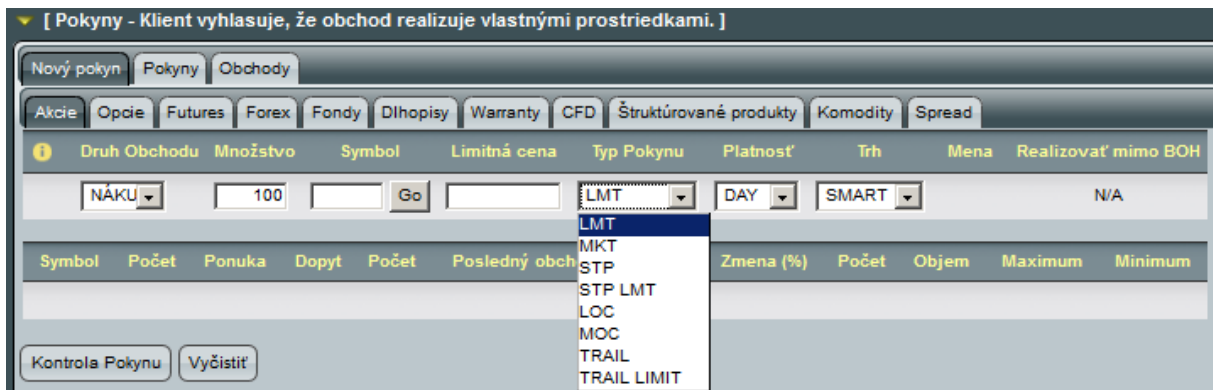 [ Pokyny - Klient vyhlasuje, že obchod realizuje vlastnými prostriedkami. ]
Nový pokyn Pokyny Obchody
Akcie Opcie Futures Forex Fondy Dlhopisy Warranty CFD Štruktúrované produkty Komodity Spread
Druh Obchodu Množstvo Symbol Limitná cena Typ Pokynu Platnosť Trh Mena Realizovať mimo BOH
NÁKU 100 Go LMT DAY SMART N/A
LMT
MKT
Symbol Počet Ponuka Dopyt Počet Posledný obch Zmena (%) Počet Objem Maximum Minimum
STP
STP LMT
LOC
MOC
TRAIL
Kontrola Pokynu Vyčistiť
TRAIL LIMIT